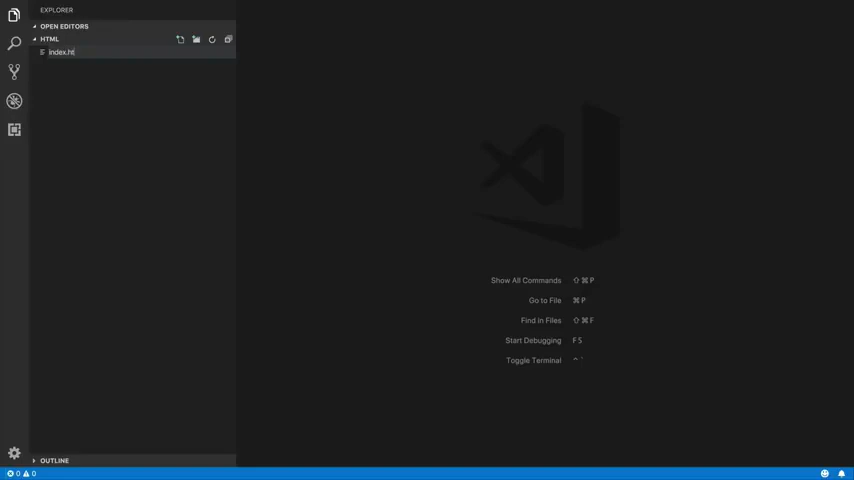 EXPLORER
OPEN EDITORS
HTML
index.ht
Show All Commands ⇧⌘P
Go to File ⌘P
Find in Files ⇧⌘F
Start Debugging F5
Toggle Terminal ⌃`
OUTLINE
0 0